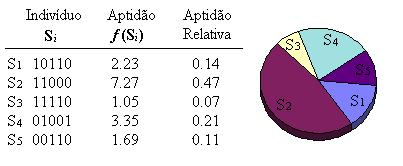 Indivíduo Aptidão Aptidão
Si f(Si) Relativa
S1 10110 2.23 0.14
S2 11000 7.27 0.47
S3 11110 1.05 0.07
S4 01001 3.35 0.21
S5 00110 1.69 0.11
S3 S4
S5
S2 S1